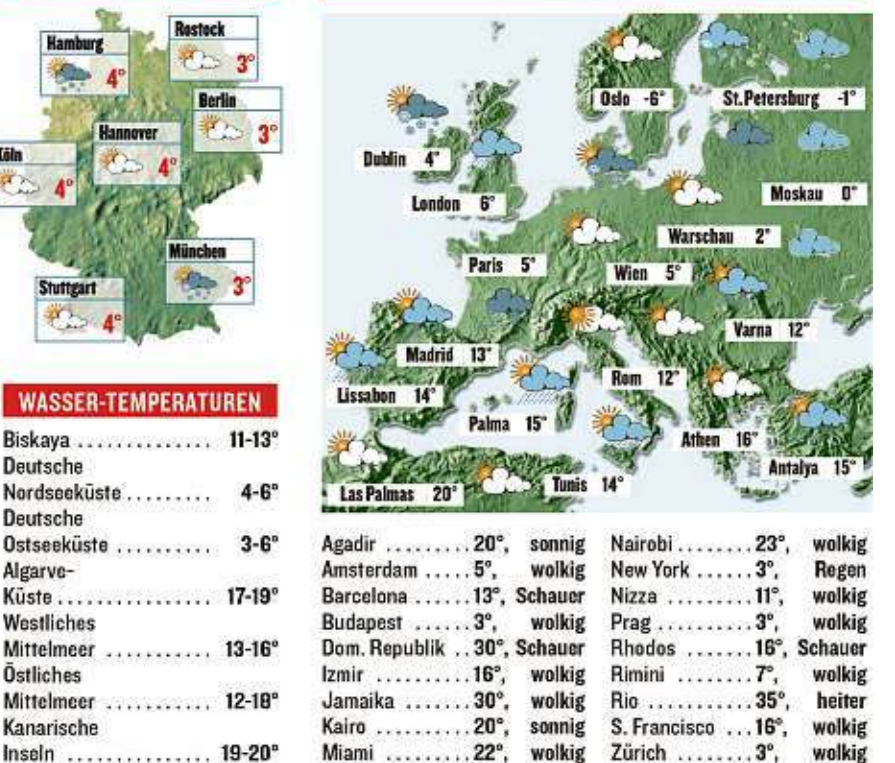 Hamburg
4°
Rostock
3°
Berlin
3°
Hannover
4°
Köln
4°
München
3°
Stuttgart
4°
Oslo -6°
St.Petersburg -1°
Dublin 4°
London 6°
Moskau 0°
Warschau 2°
Paris 5°
Wien 5°
Varna 12°
Madrid 13°
Rom 12°
Lissabon 14°
Palma 15°
Athen 16°
Antalya 15°
Las Palmas 20°
Tunis 14°
WASSER-TEMPERATUREN
Biskaya .............. 11-13°
Deutsche
Nordseeküste ......... 4-6°
Deutsche
Ostseeküste .......... 3-6°
Algarve-
Küste ................ 17-19°
Westliches
Mittelmeer ........... 13-16°
Östliches
Mittelmeer ........... 12-18°
Kanarische
Inseln ............... 19-20°
Agadir ......... 20°, sonnig
Amsterdam ..... 5°, wolkig
Barcelona ...... 13°, Schauer
Budapest ....... 3°, wolkig
Dom. Republik .. 30°, Schauer
Izmir .......... 16°, wolkig
Jamaika ........ 30°, wolkig
Kairo .......... 20°, sonnig
Miami ......... 22°, wolkig
Nairobi ........ 23°, wolkig
New York ...... 3°, Regen
Nizza .......... 11°, wolkig
Prag ........... 3°, wolkig
Rhodos ........ 16°, Schauer
Rimini ......... 7°, wolkig
Rio ............ 35°, heiter
S. Francisco ... 16°, wolkig
Zürich ......... 3°, wolkig